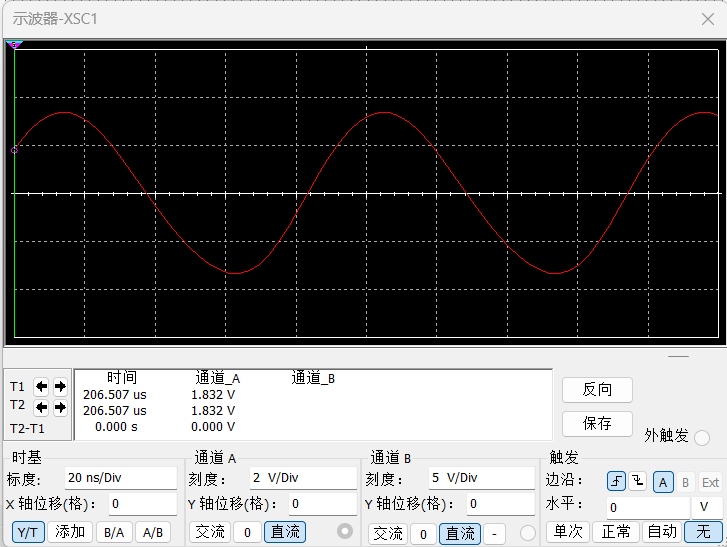 示波器-XSC1
时间 通道_A 通道_B
T1 206.507 us 1.832 V
T2 206.507 us 1.832 V
T2-T1 0.000 s 0.000 V
反向
保存
外触发
时基 通道 A 通道 B 触发
标度： 20 ns/Div 刻度： 2 V/Div 刻度： 5 V/Div 边沿： A B Ext
X 轴位移(格)： 0 Y 轴位移(格)： 0 Y 轴位移(格)： 0 水平： 0 V
Y/T 添加 B/A A/B 交流 0 直流 交流 0 直流 - 单次 正常 自动 无